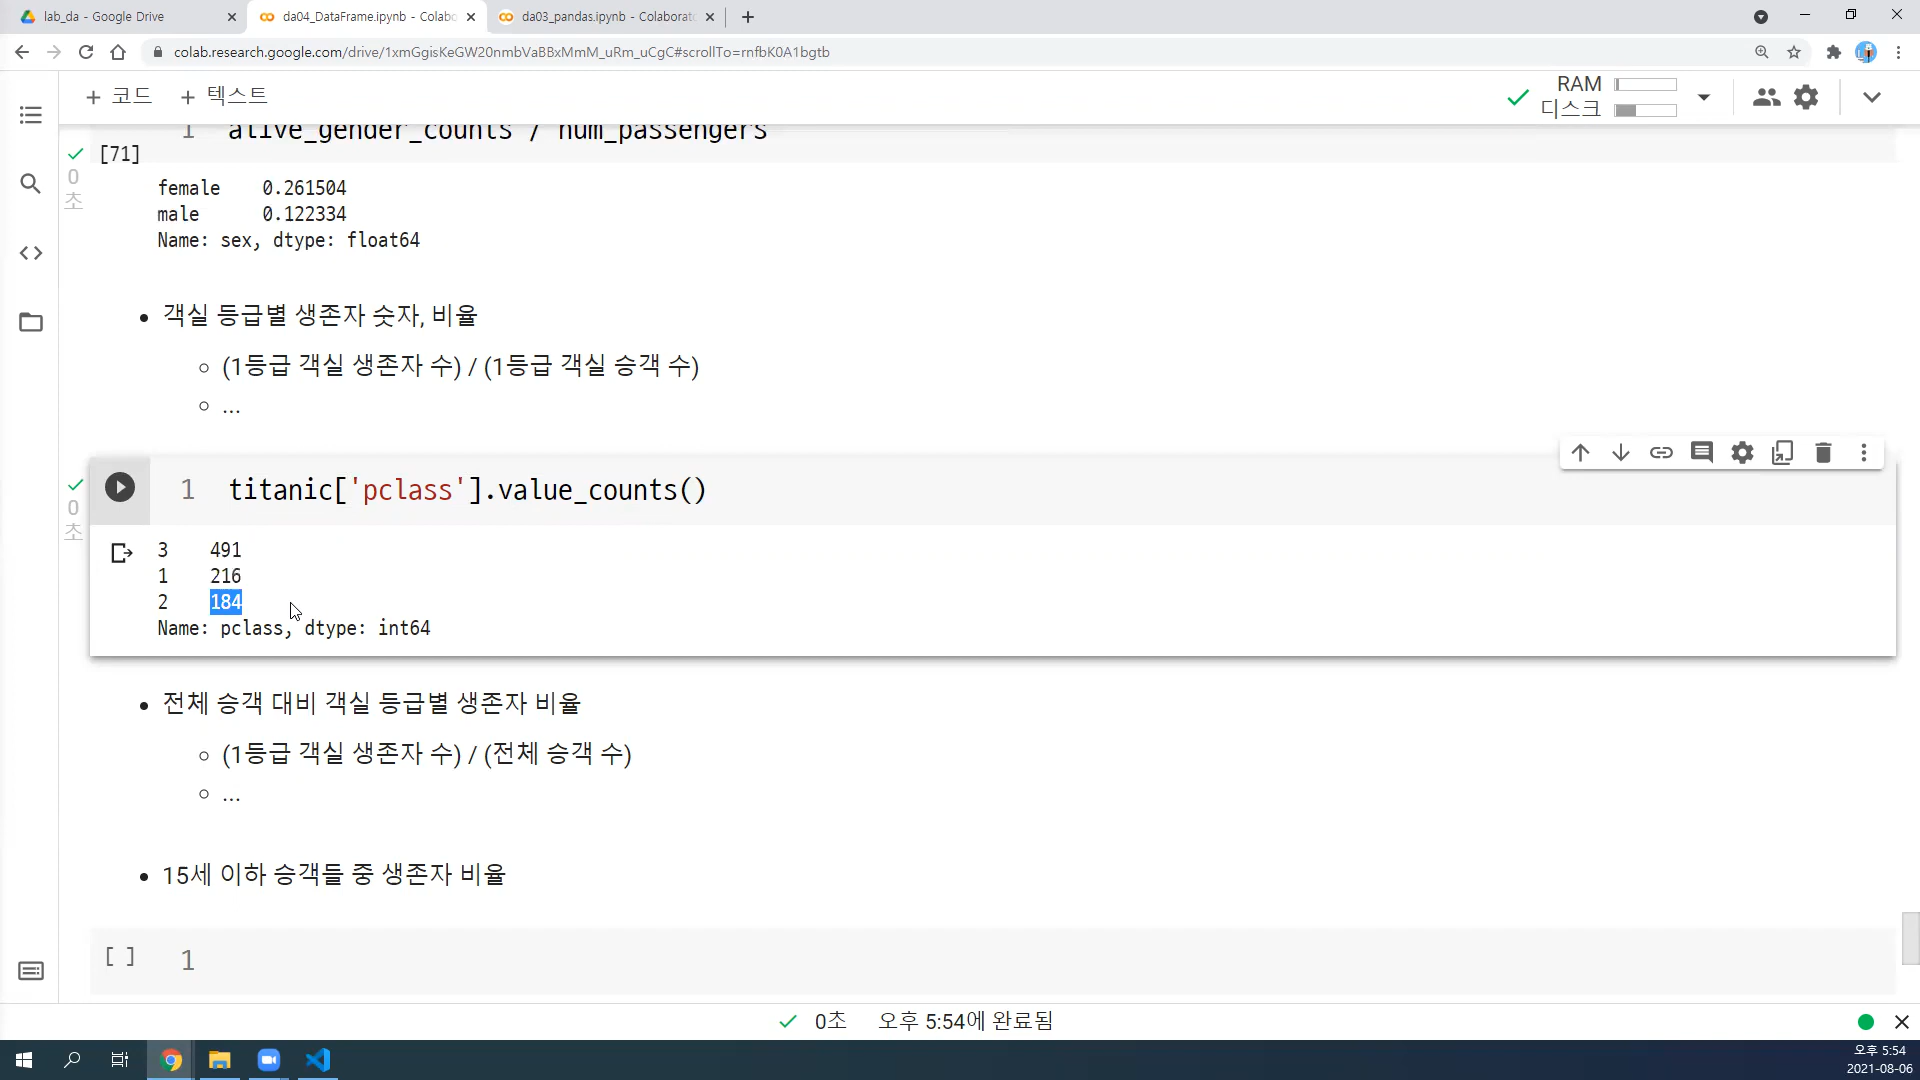 lab_da - Google Drive
da04_DataFrame.ipynb - Colabo
da03_pandas.ipynb - Colaborato
colab.research.google.com/drive/1xmGgisKeGW20nmbVaBBxMmM_uRm_uCgC#scrollTo=rnfbK0A1bgtb
+ 코드 + 텍스트
RAM
디스크
1 alive_gender_counts / num_passengers
[71]
0
초
female 0.261504
male 0.122334
Name: sex, dtype: float64
• 객실 등급별 생존자 숫자, 비율
○ (1등급 객실 생존자 수) / (1등급 객실 승객 수)
○ ...
0
초
1 titanic['pclass'].value_counts()
3 491
1 216
2 184
Name: pclass, dtype: int64
• 전체 승객 대비 객실 등급별 생존자 비율
○ (1등급 객실 생존자 수) / (전체 승객 수)
○ ...
• 15세 이하 승객들 중 생존자 비율
[ ] 1
0초 오후 5:54에 완료됨
오후 5:54
2021-08-06